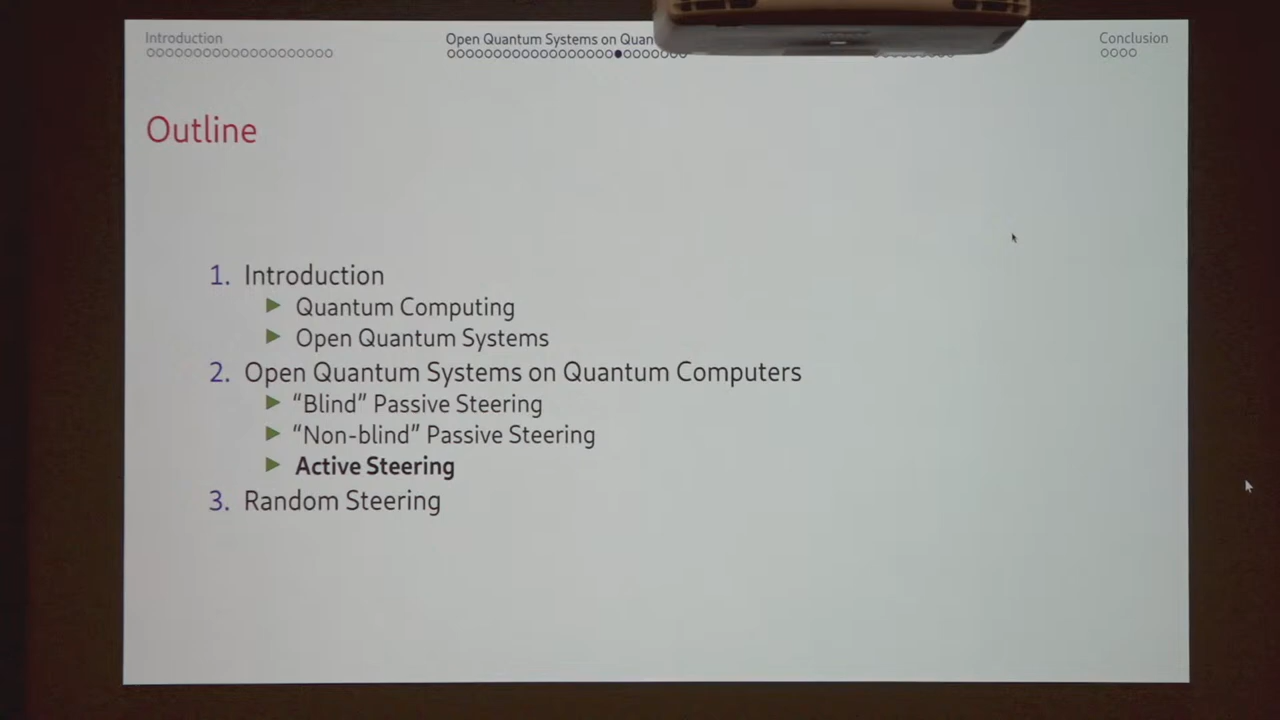 Introduction
Open Quantum Systems on Quan
Conclusion
Outline
1. Introduction
Quantum Computing
Open Quantum Systems
2. Open Quantum Systems on Quantum Computers
“Blind” Passive Steering
“Non-blind” Passive Steering
Active Steering
3. Random Steering